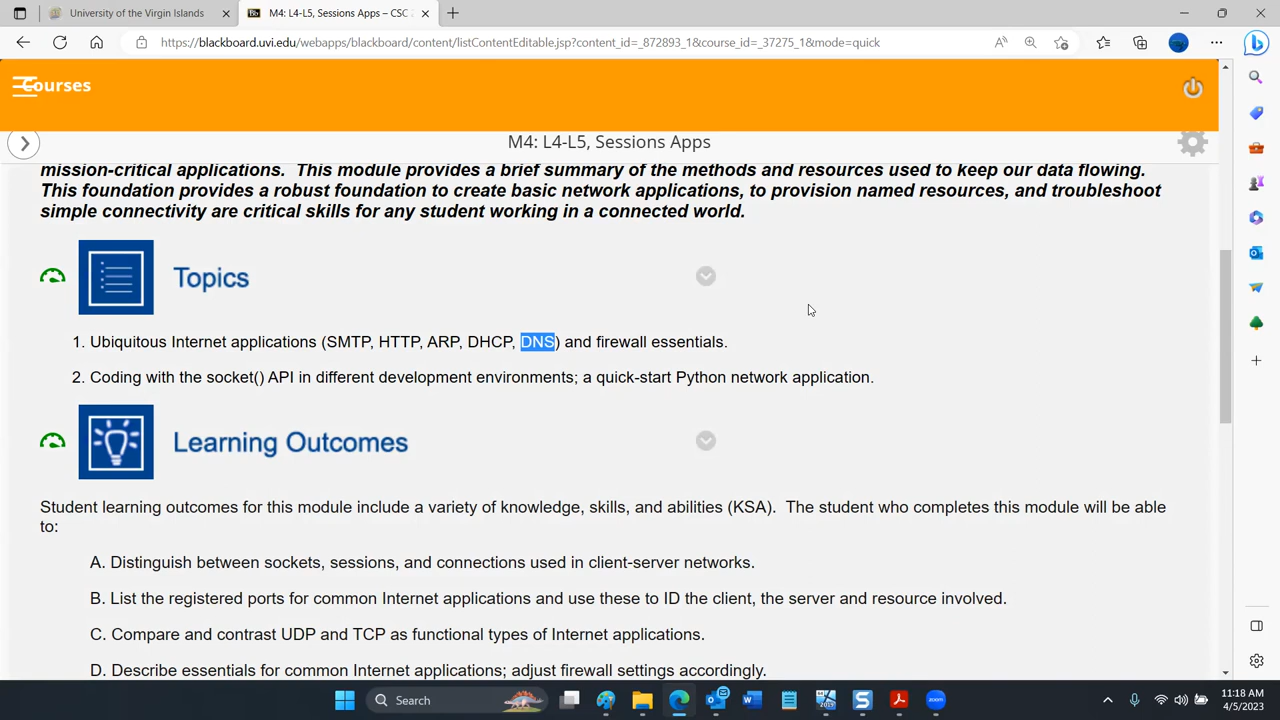 University of the Virgin Islands
Bb M4: L4-L5, Sessions Apps – CSC
https://blackboard.uvi.edu/webapps/blackboard/content/listContentEditable.jsp?content_id=_872893_1&course_id=_37275_1&mode=quick
Courses
M4: L4-L5, Sessions Apps
mission-critical applications. This module provides a brief summary of the methods and resources used to keep our data flowing.
This foundation provides a robust foundation to create basic network applications, to provision named resources, and troubleshoot
simple connectivity are critical skills for any student working in a connected world.
Topics
1. Ubiquitous Internet applications (SMTP, HTTP, ARP, DHCP, DNS) and firewall essentials.
2. Coding with the socket() API in different development environments; a quick-start Python network application.
Learning Outcomes
Student learning outcomes for this module include a variety of knowledge, skills, and abilities (KSA). The student who completes this module will be able
to:
A. Distinguish between sockets, sessions, and connections used in client-server networks.
B. List the registered ports for common Internet applications and use these to ID the client, the server and resource involved.
C. Compare and contrast UDP and TCP as functional types of Internet applications.
D. Describe essentials for common Internet applications; adjust firewall settings accordingly.
Search
zoom
11:18 AM
4/5/2023